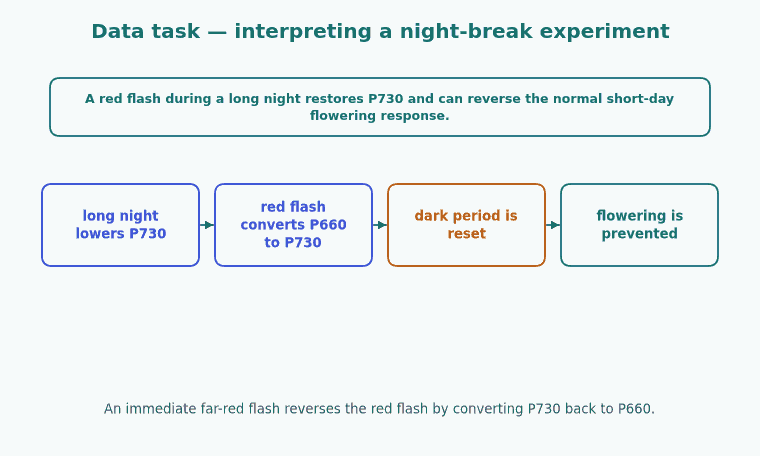 Data task — interpreting a night-break experiment
A red flash during a long night restores P730 and can reverse the normal short-day
flowering response.
long night
lowers P730
red flash
converts P660
to P730
dark period is
reset
flowering is
prevented
An immediate far-red flash reverses the red flash by converting P730 back to P660.